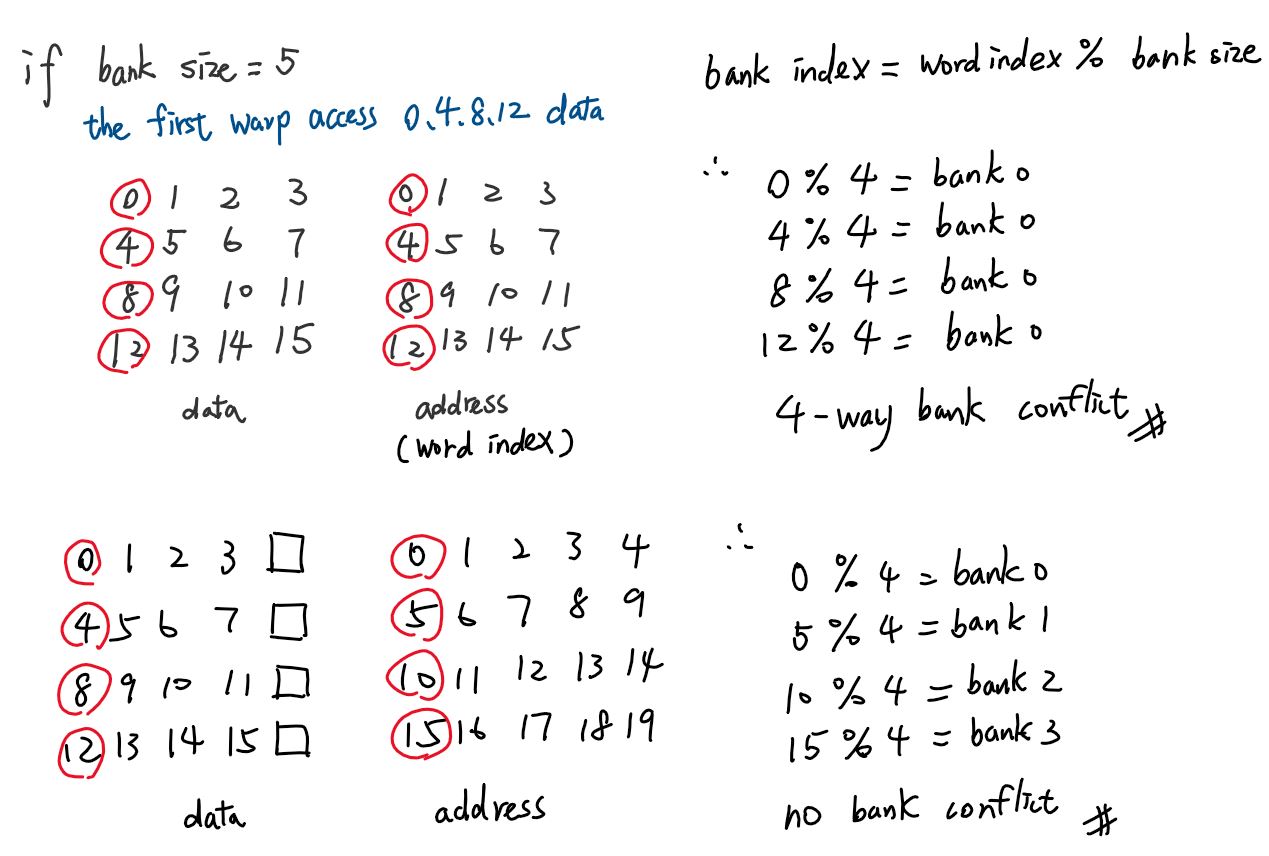 if bank size = 5
the first warp access 0、4、8、12 data
bank index = word index % bank size
0 1 2 3
4 5 6 7
8 9 10 11
12 13 14 15
data
0 1 2 3
4 5 6 7
8 9 10 11
12 13 14 15
address
(word index)
∴ 0 % 4 = bank 0
4 % 4 = bank 0
8 % 4 = bank 0
12 % 4 = bank 0
4-way bank conflict #
0 1 2 3 □
4 5 6 7 □
8 9 10 11 □
12 13 14 15 □
data
0 1 2 3 4
5 6 7 8 9
10 11 12 13 14
15 16 17 18 19
address
∴ 0 % 4 = bank 0
5 % 4 = bank 1
10 % 4 = bank 2
15 % 4 = bank 3
no bank conflict #